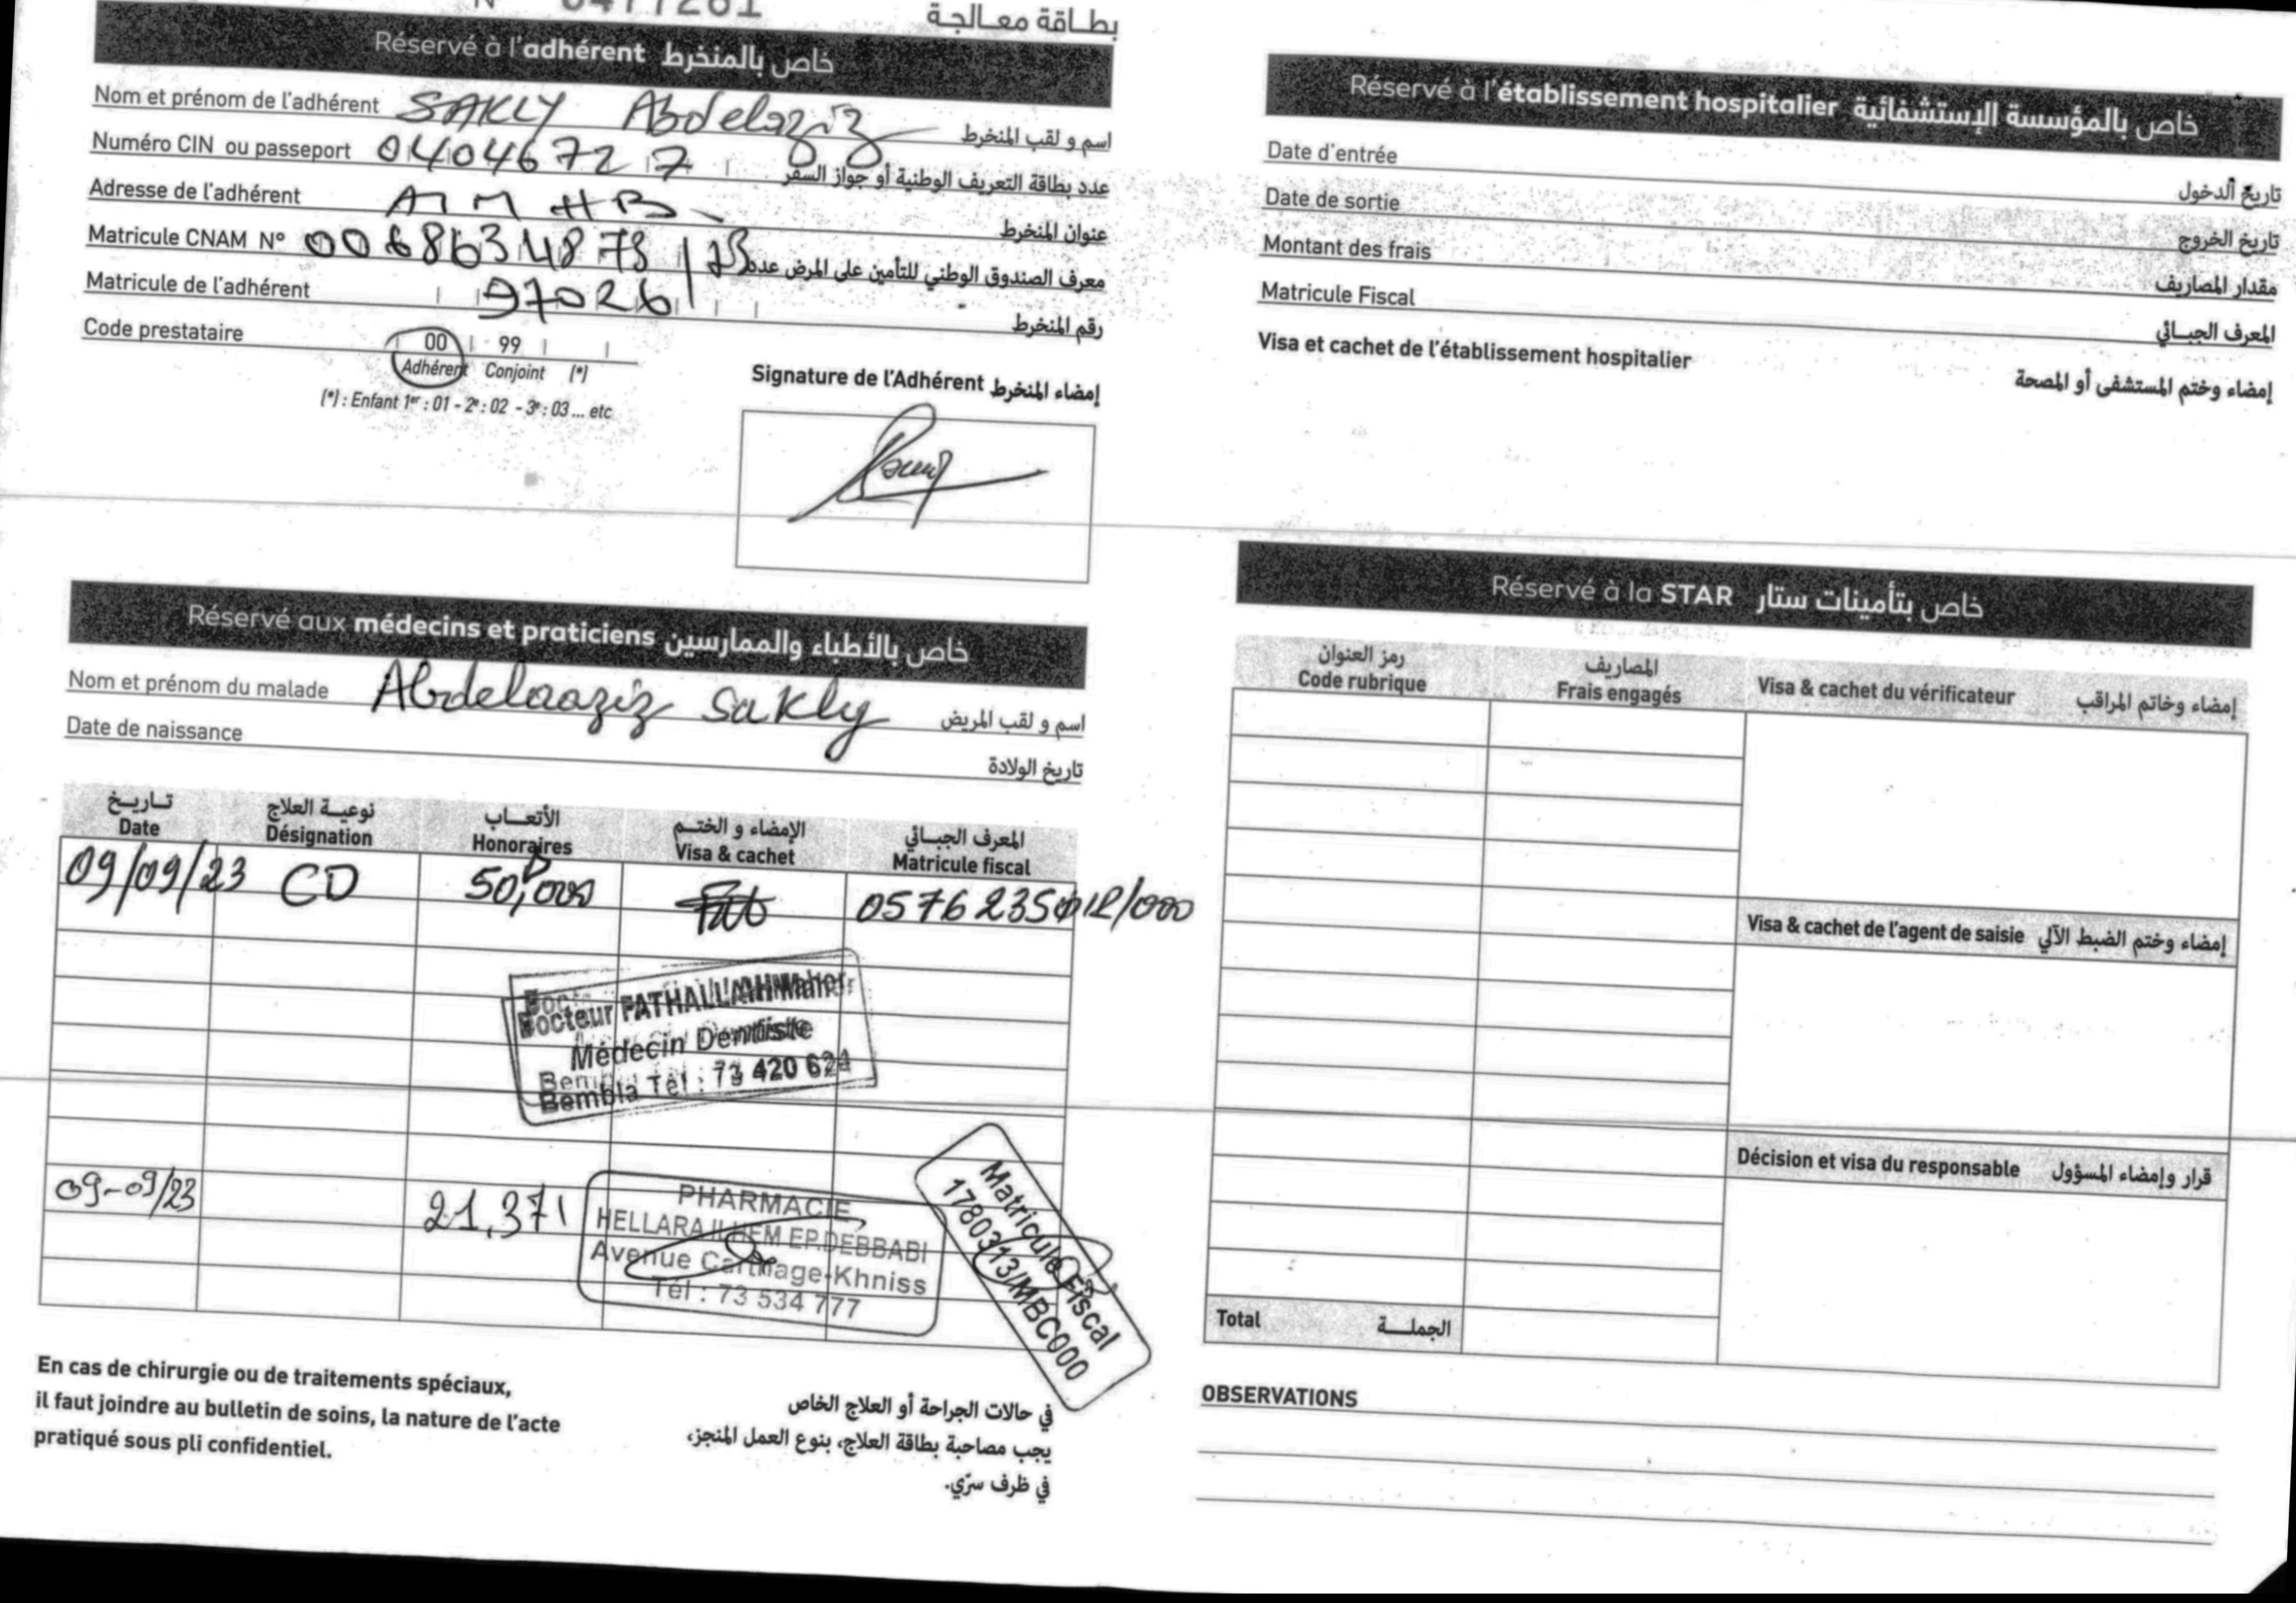 بطاقة معالجة
Réservé à l'adhérent خاص بالمنخرط
Nom et prénom de l'adhérent SAKLY Abdelaziz اسم و لقب المنخرط
Numéro CIN ou passeport 04046727 عدد بطاقة التعريف الوطنية أو جواز السفر
Adresse de l'adhérent عنوان المنخرط
Matricule CNAM N° معرف الصندوق الوطني للتأمين على المرض عدد
Matricule de l'adhérent 97026 رقم المنخرط
Code prestataire 00 99
Adhérent Conjoint (*)
(*) : Enfant 1er : 01 - 2e : 02 - 3e : 03 ... etc
Signature de l'Adhérent إمضاء المنخرط
Réservé aux médecins et praticiens خاص بالأطباء والممارسين
Nom et prénom du malade Abdelaaziz Sakly اسم و لقب المريض
Date de naissance تاريخ الولادة
تاريخ نوعية العلاج الأتعاب الإمضاء و الختم المعرف الجبائي
Date Désignation Honoraires Visa & cachet Matricule fiscal
09/09/23 CD 50,000
Docteur FATHALLAH Maher
Médecin Dentiste
Bembla Tél : 73 420 624
09-09/23 21,371
PHARMACIE
HELLARA ILHEM EP.DEBBABI
Avenue Carthage-Khniss
Tél : 73 534 777
Matricule Fiscal
1780313/MBC000
En cas de chirurgie ou de traitements spéciaux,
il faut joindre au bulletin de soins, la nature de l'acte
pratiqué sous pli confidentiel.
في حالات الجراحة أو العلاج الخاص
يجب مصاحبة بطاقة العلاج، بنوع العمل المنجز،
في ظرف سرّي.
Réservé à l'établissement hospitalier خاص بالمؤسسة الإستشفائية
Date d'entrée تاريخ الدخول
Date de sortie تاريخ الخروج
Montant des frais مقدار المصاريف
Matricule Fiscal المعرف الجبائي
Visa et cachet de l'établissement hospitalier إمضاء وختم المستشفى أو المصحة
Réservé à la STAR خاص بتأمينات ستار
رمز العنوان المصاريف
Code rubrique Frais engagés Visa & cachet du vérificateur إمضاء وخاتم المراقب
Visa & cachet de l'agent de saisie إمضاء وختم الضبط الآلي
Décision et visa du responsable قرار وإمضاء المسؤول
Total الجملة
OBSERVATIONS